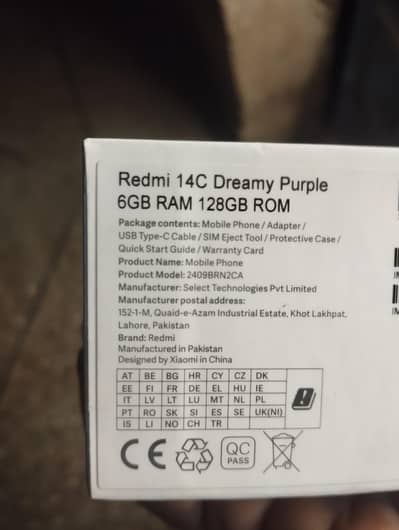 Redmi 14C Dreamy Purple
6GB RAM 128GB ROM
Package contents: Mobile Phone / Adapter /
USB Type-C Cable / SIM Eject Tool / Protective Case /
Quick Start Guide / Warranty Card
Product Name: Mobile Phone
Product Model: 2409BRN2CA
Manufacturer: Select Technologies Pvt Limited
Manufacturer postal address:
152-1-M, Quaid-e-Azam Industrial Estate, Khot Lakhpat,
Lahore, Pakistan
Brand: Redmi
Manufactured in Pakistan
Designed by Xiaomi in China
AT BE BG HR CY CZ DK
EE FI FR DE EL HU IE
IT LV LT LU MT NL PL
PT RO SK SI ES SE UK(NI)
IS LI NO CH TR
CE
QC
PASS